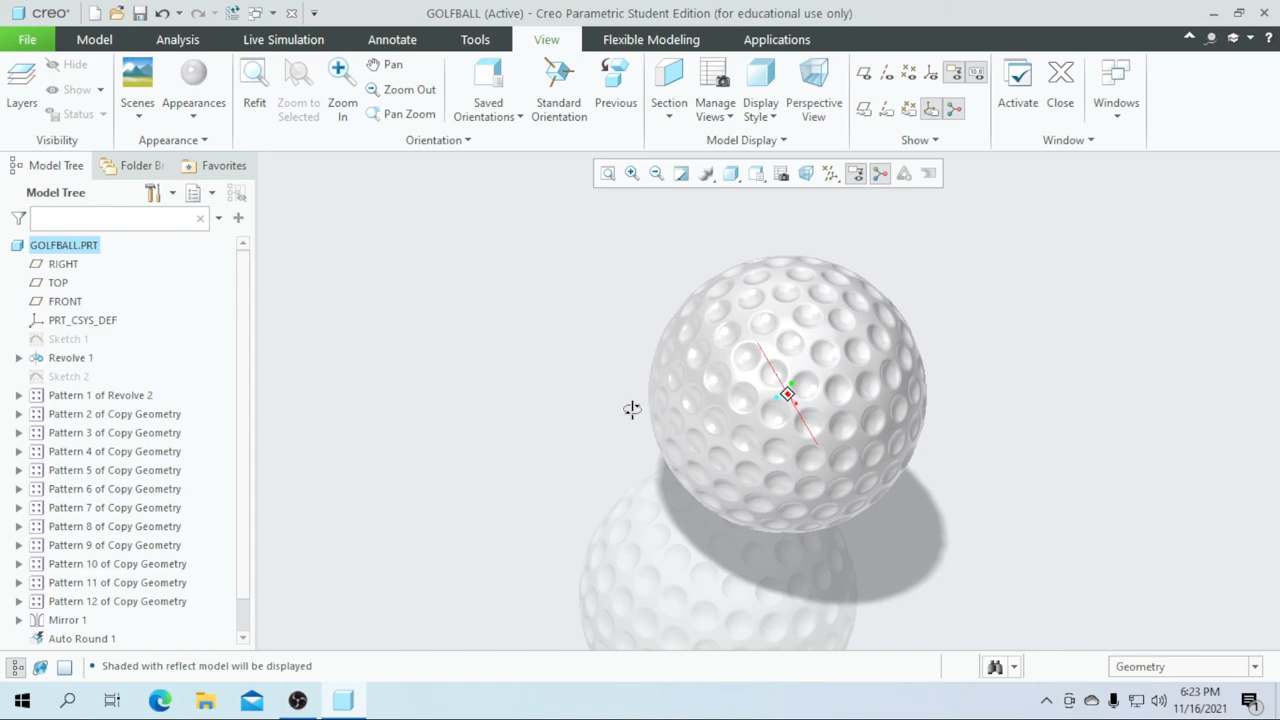 creo
GOLFBALL (Active) - Creo Parametric Student Edition (for educational use only)
File Model Analysis Live Simulation Annotate Tools View Flexible Modeling Applications
Hide
Show
Status
Layers
Visibility
Scenes Appearances
Appearance
Refit
Zoom to Selected
Zoom In
Pan
Zoom Out
Pan Zoom
Saved Orientations
Standard Orientation
Previous
Orientation
Section
Manage Views
Display Style
Perspective View
Model Display
Show
Activate Close Windows
Window
Model Tree Folder Br Favorites
Model Tree
GOLFBALL.PRT
RIGHT
TOP
FRONT
PRT_CSYS_DEF
Sketch 1
Revolve 1
Sketch 2
Pattern 1 of Revolve 2
Pattern 2 of Copy Geometry
Pattern 3 of Copy Geometry
Pattern 4 of Copy Geometry
Pattern 5 of Copy Geometry
Pattern 6 of Copy Geometry
Pattern 7 of Copy Geometry
Pattern 8 of Copy Geometry
Pattern 9 of Copy Geometry
Pattern 10 of Copy Geometry
Pattern 11 of Copy Geometry
Pattern 12 of Copy Geometry
Mirror 1
Auto Round 1
• Shaded with reflect model will be displayed
Geometry
6:23 PM
11/16/2021